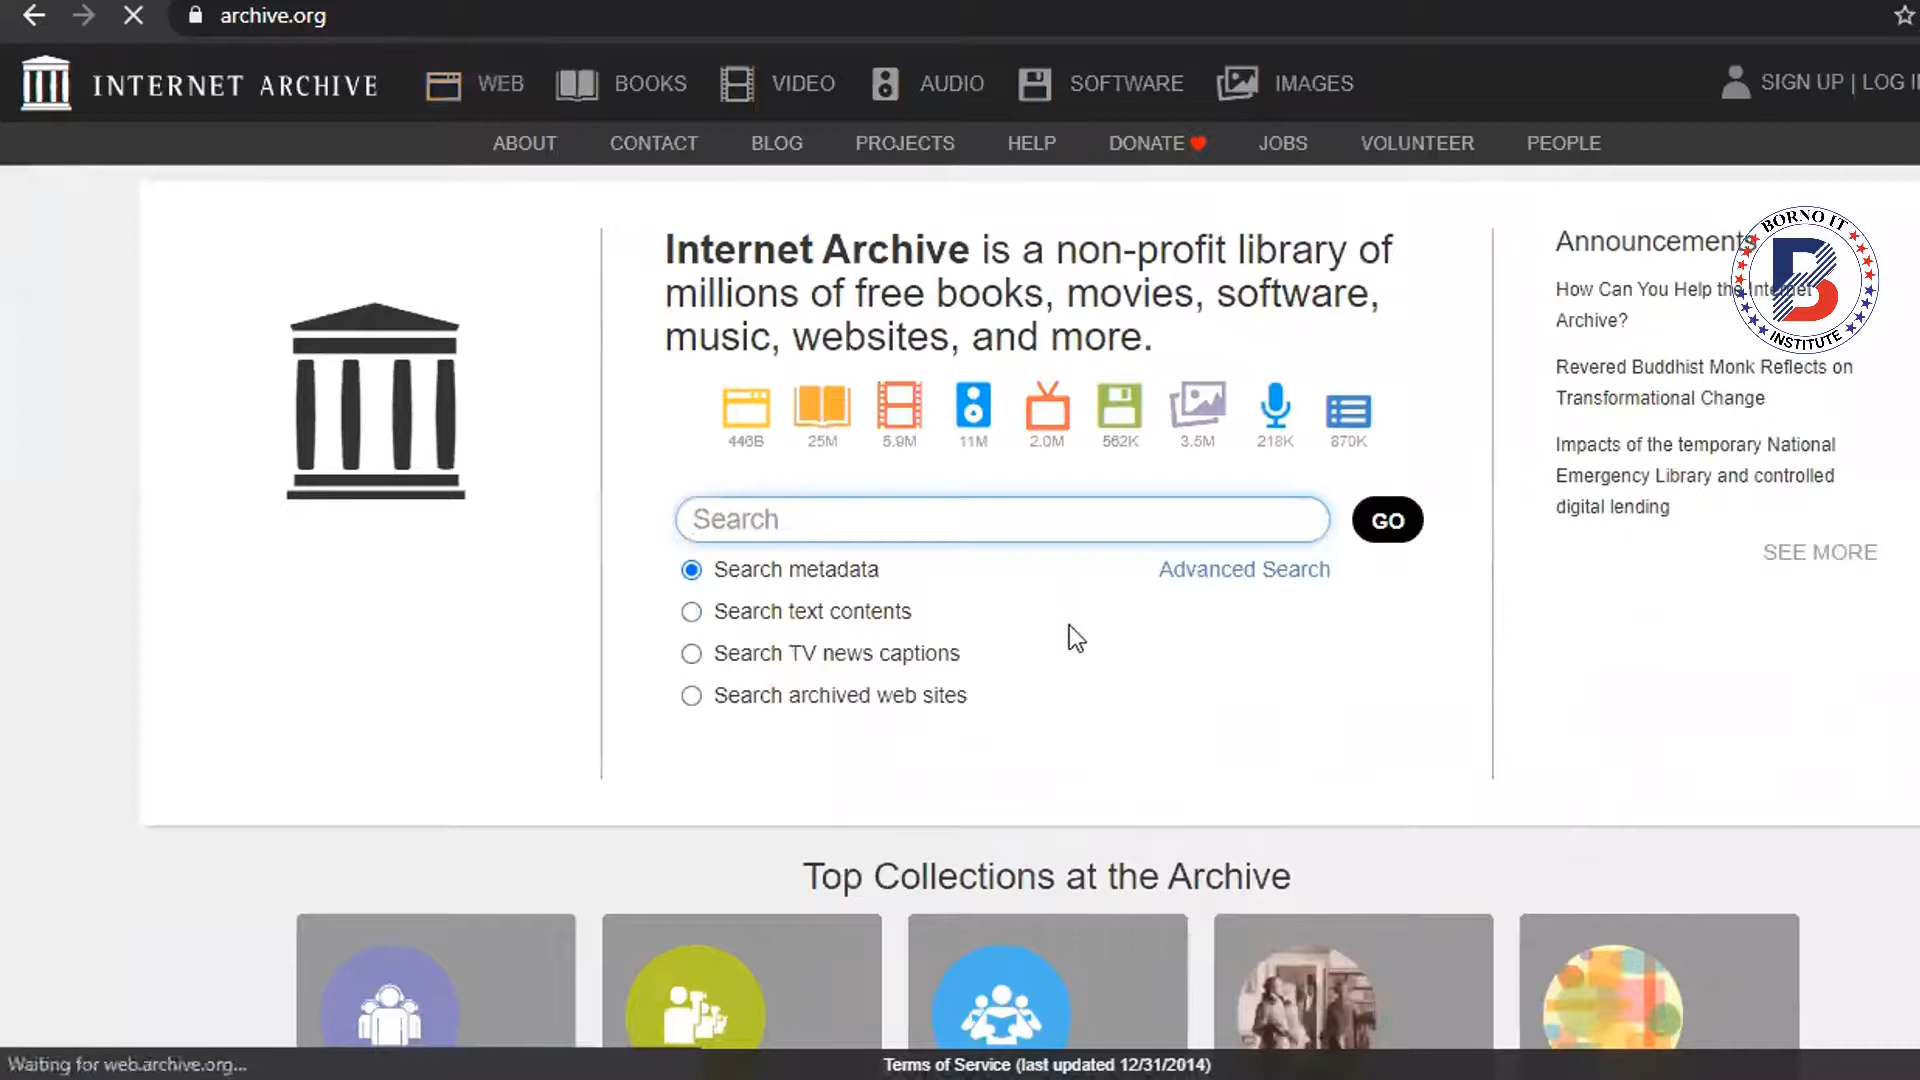 archive.org
INTERNET ARCHIVE
WEB
BOOKS
VIDEO
AUDIO
SOFTWARE
IMAGES
SIGN UP | LOG I
ABOUT
CONTACT
BLOG
PROJECTS
HELP
DONATE
JOBS
VOLUNTEER
PEOPLE
Internet Archive is a non-profit library of
millions of free books, movies, software,
music, websites, and more.
446B
25M
5.9M
11M
2.0M
562K
3.5M
218K
870K
Search
GO
Search metadata
Advanced Search
Search text contents
Search TV news captions
Search archived web sites
Announcements
How Can You Help the Internet
Archive?
Revered Buddhist Monk Reflects on
Transformational Change
Impacts of the temporary National
Emergency Library and controlled
digital lending
SEE MORE
BORNO IT
B
INSTITUTE
Top Collections at the Archive
Waiting for web.archive.org...
Terms of Service (last updated 12/31/2014)